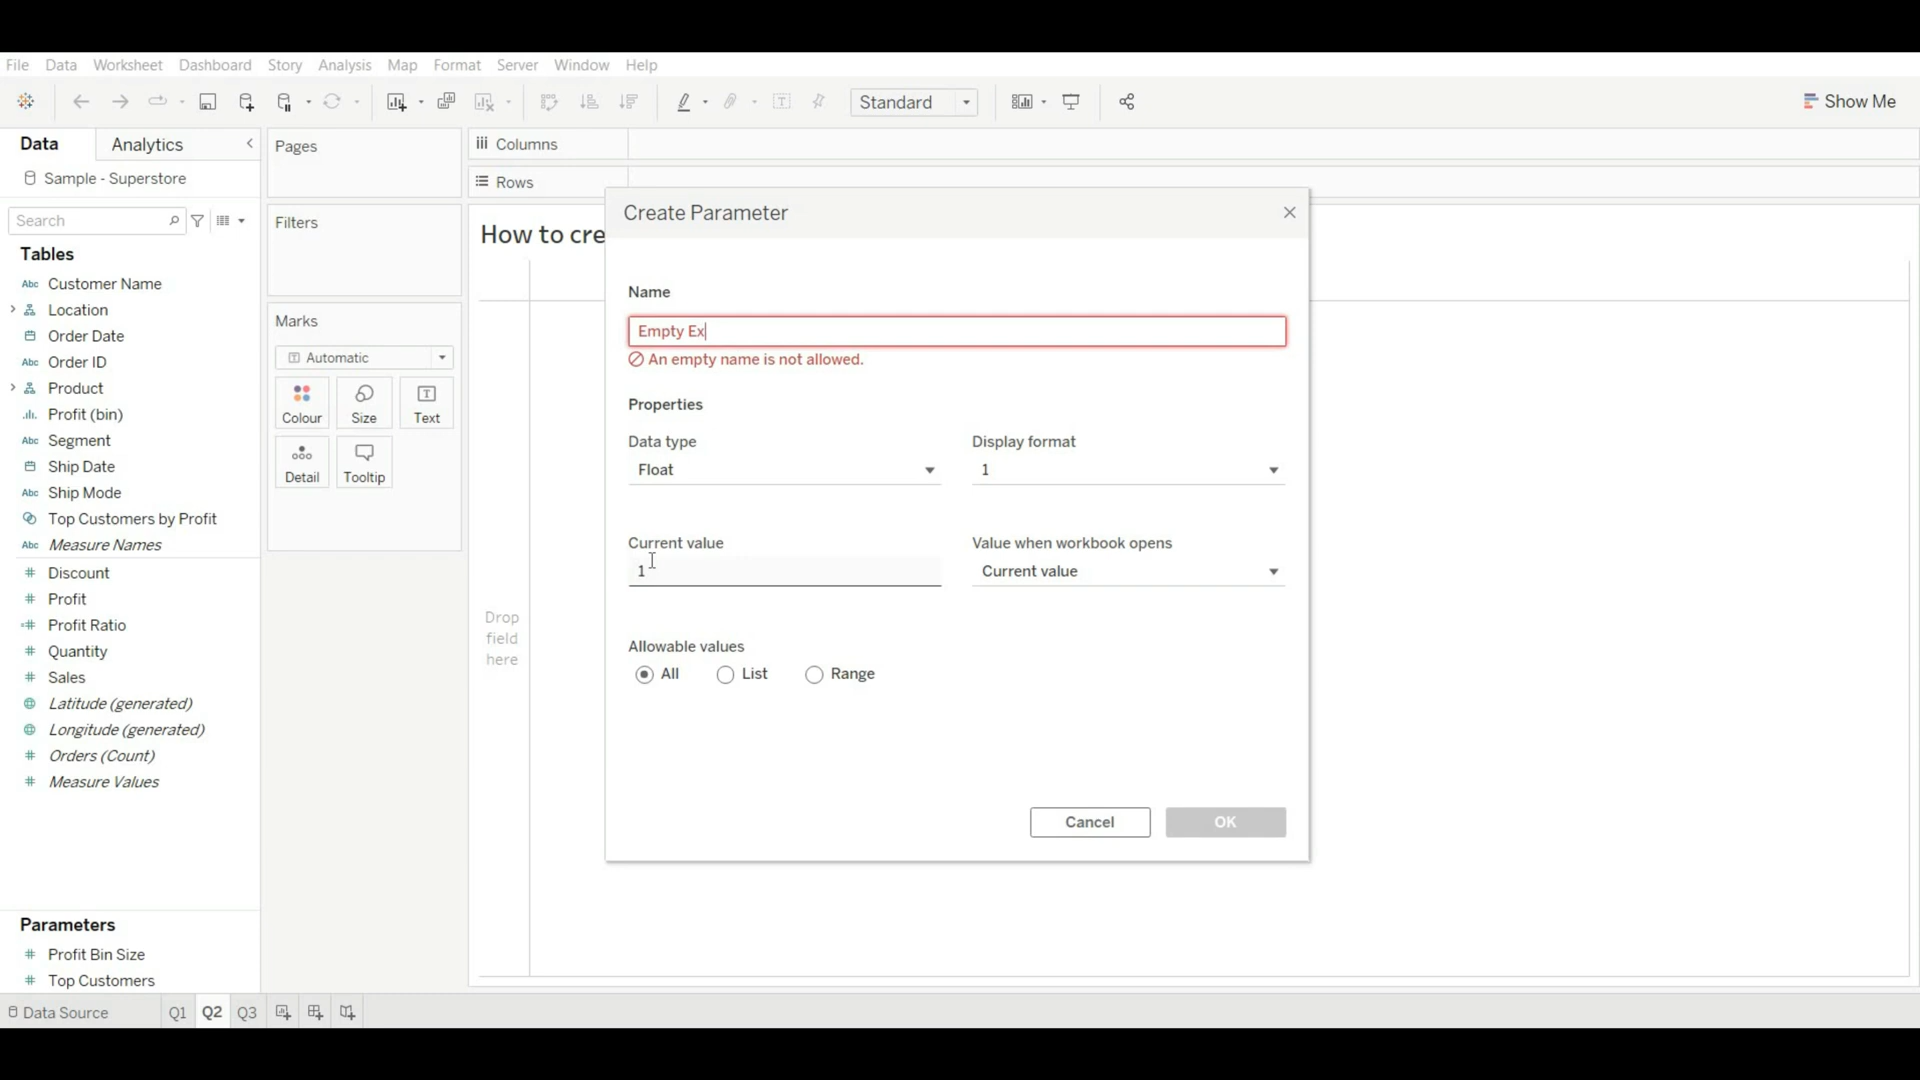 File Data Worksheet Dashboard Story Analysis Map Format Server Window Help
Standard
Show Me
Data Analytics
Sample - Superstore
Search
Tables
Abc Customer Name
Location
Order Date
Abc Order ID
Product
Profit (bin)
Abc Segment
Ship Date
Abc Ship Mode
Top Customers by Profit
Abc Measure Names
# Discount
# Profit
=# Profit Ratio
# Quantity
# Sales
Latitude (generated)
Longitude (generated)
# Orders (Count)
# Measure Values
Parameters
# Profit Bin Size
# Top Customers
Pages
Filters
Marks
T Automatic
Colour Size Text
Detail Tooltip
iii Columns
Rows
How to cre
Drop
field
here
Create Parameter
Name
Empty Ex
An empty name is not allowed.
Properties
Data type Display format
Float 1
Current value Value when workbook opens
1 Current value
Allowable values
All List Range
Cancel OK
Data Source Q1 Q2 Q3